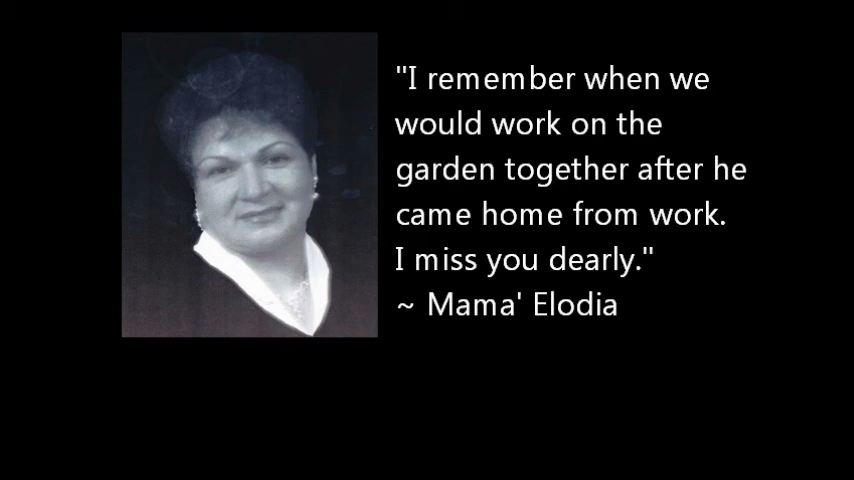 "I remember when we
would work on the
garden together after he
came home from work.
I miss you dearly."
~ Mama' Elodia